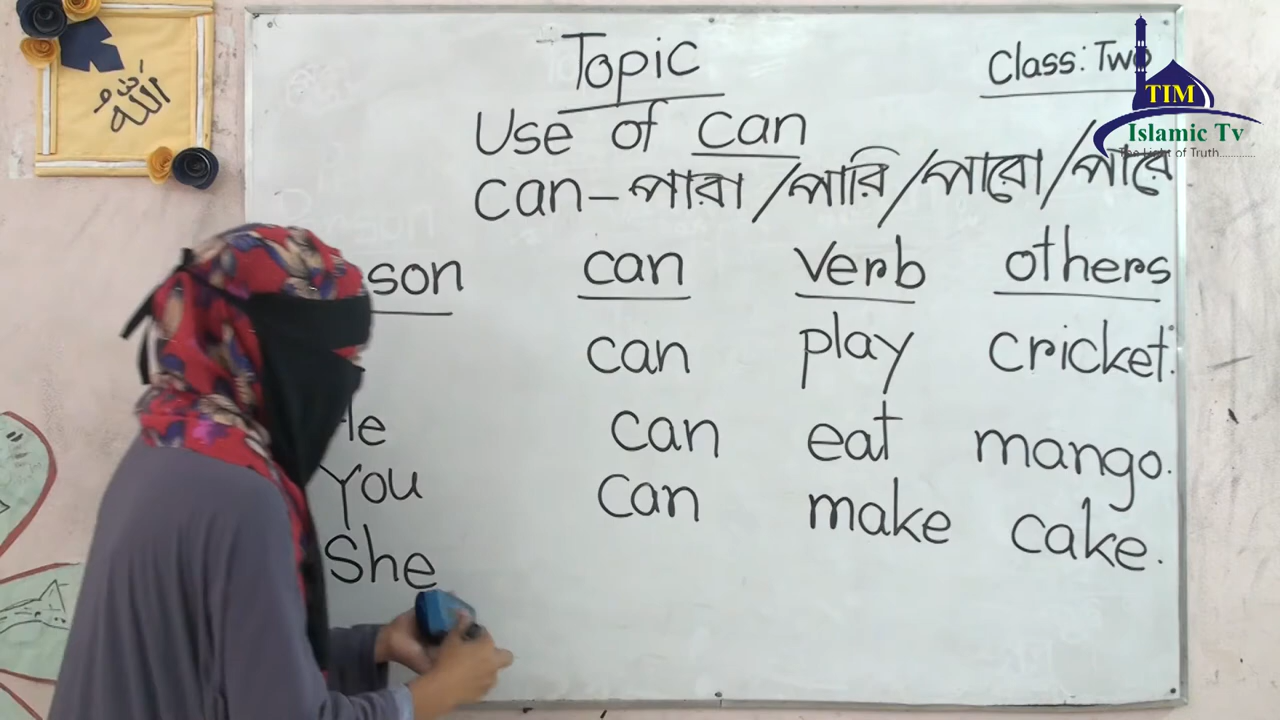 Topic
Class: Two
TIM
Islamic Tv
The Light of Truth............
Use of can
can – পারা / পারি / পারো / পারে
son can verb others
can play cricket.
He can eat mango.
You can make cake.
She
الله